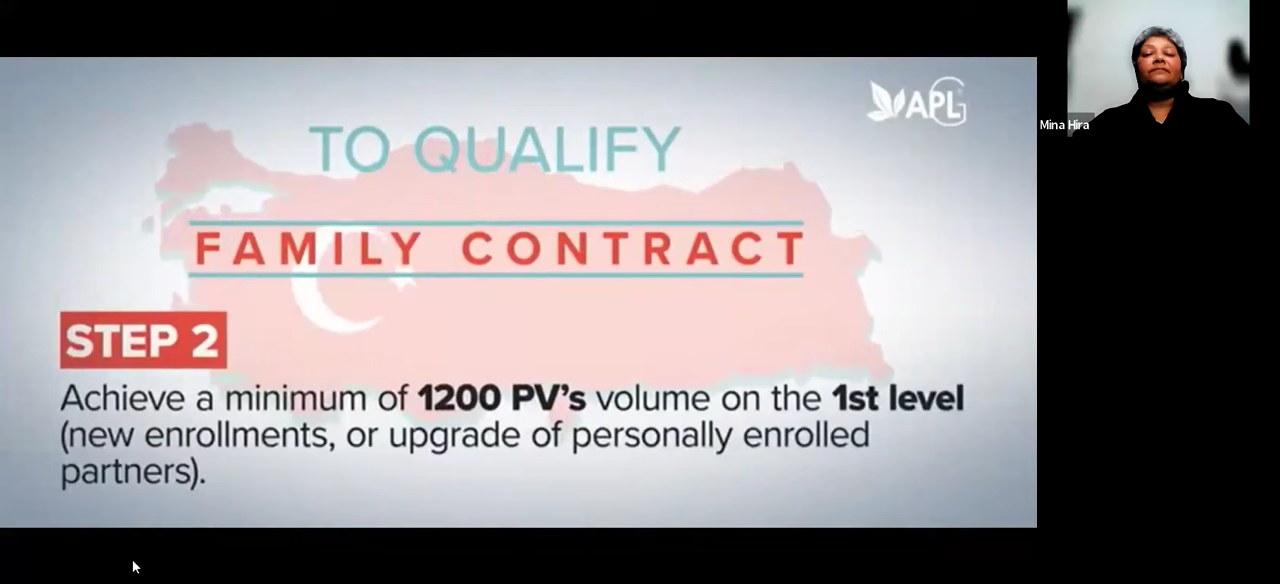 APLG
TO QUALIFY
FAMILY CONTRACT
STEP 2
Achieve a minimum of 1200 PV's volume on the 1st level
(new enrollments, or upgrade of personally enrolled
partners).
Mina Hira